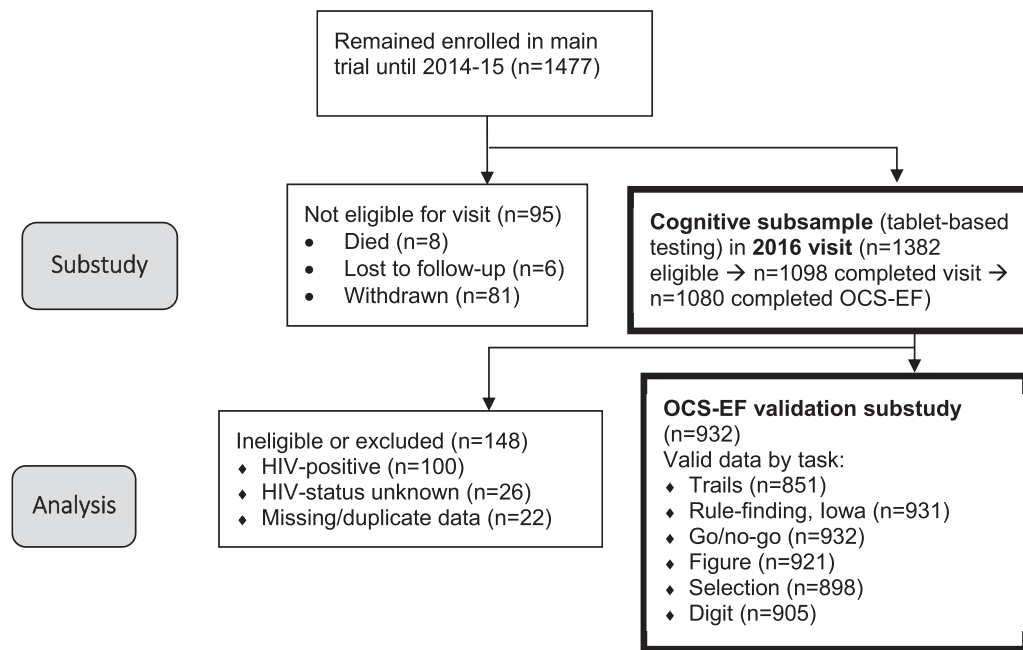 Remained enrolled in main
trial until 2014-15 (n=1477)
Substudy
Not eligible for visit (n=95)
• Died (n=8)
• Lost to follow-up (n=6)
• Withdrawn (n=81)
Cognitive subsample (tablet-based
testing) in 2016 visit (n=1382
eligible → n=1098 completed visit →
n=1080 completed OCS-EF)
Analysis
Ineligible or excluded (n=148)
♦ HIV-positive (n=100)
♦ HIV-status unknown (n=26)
♦ Missing/duplicate data (n=22)
OCS-EF validation substudy
(n=932)
Valid data by task:
♦ Trails (n=851)
♦ Rule-finding, Iowa (n=931)
♦ Go/no-go (n=932)
♦ Figure (n=921)
♦ Selection (n=898)
♦ Digit (n=905)